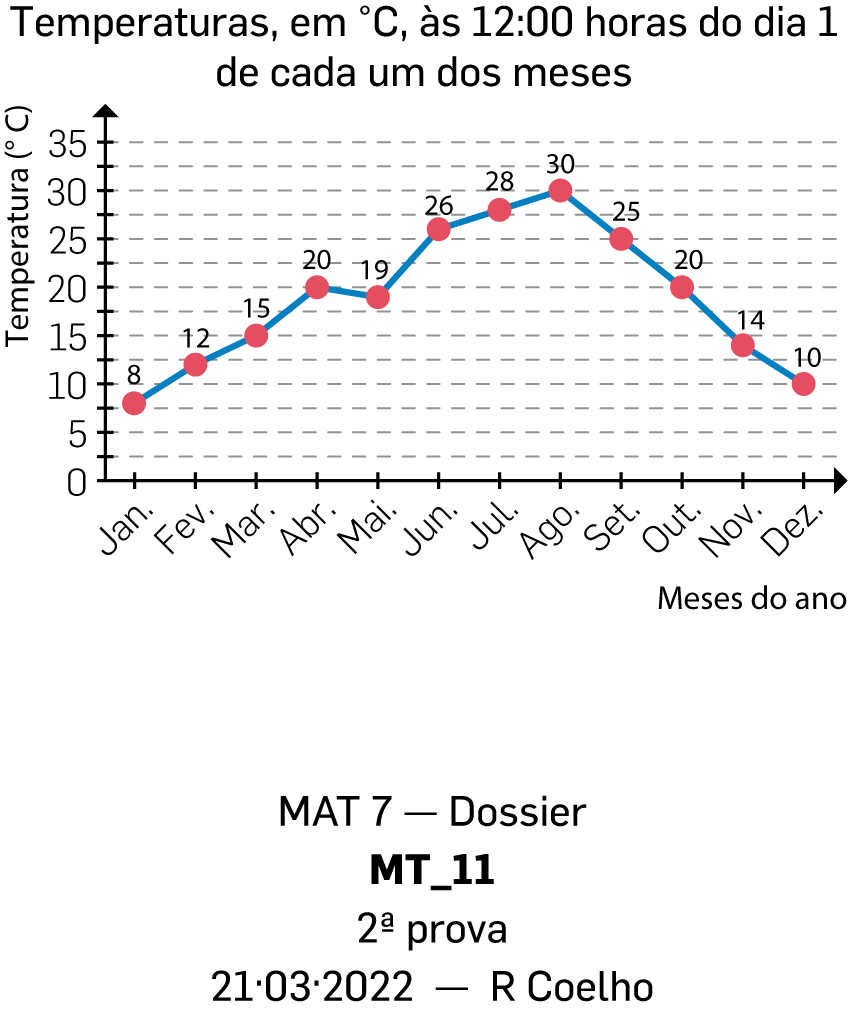 Temperaturas, em °C, às 12:00 horas do dia 1
de cada um dos meses
Temperatura (° C)
35
30
25
20
15
10
5
0
8
12
15
20
19
26
28
30
25
20
14
10
Jan.
Fev.
Mar.
Abr.
Mai.
Jun.
Jul.
Ago.
Set.
Out.
Nov.
Dez.
Meses do ano
MAT 7 — Dossier
MT_11
2ª prova
21·03·2022 — R Coelho